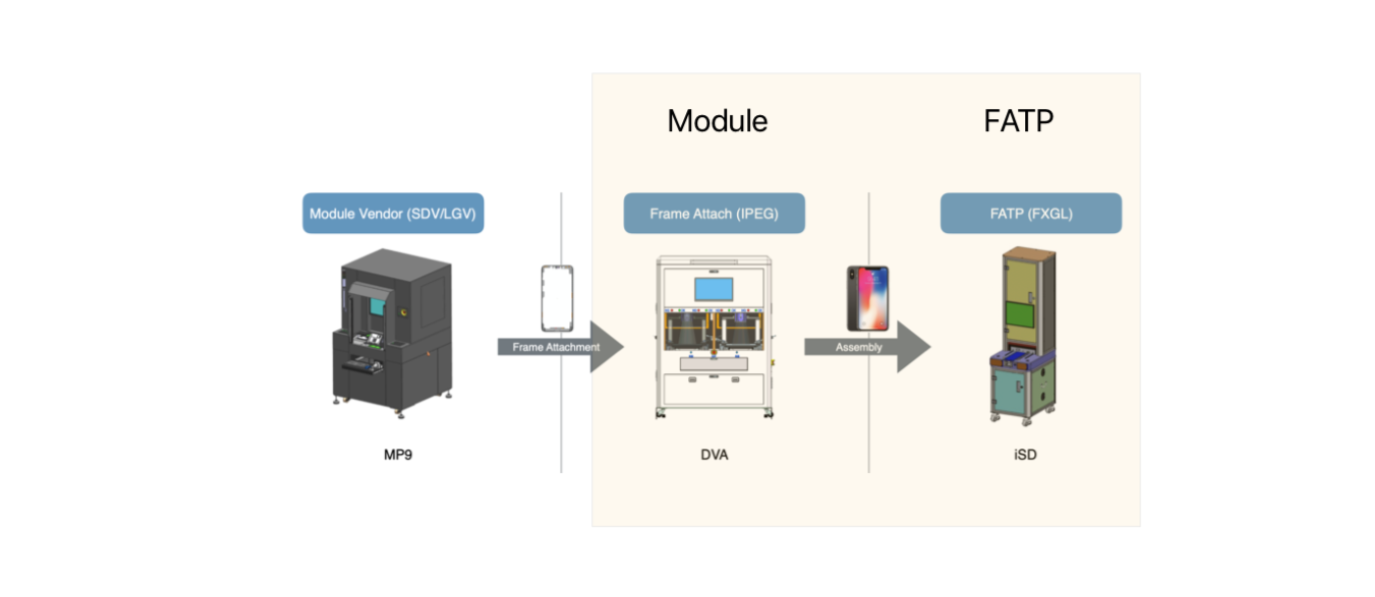 Module
FATP
Module Vendor (SDV/LGV)
Frame Attach (IPEG)
FATP (FXGL)
Frame Attachment
Assembly
MP9
DVA
iSD